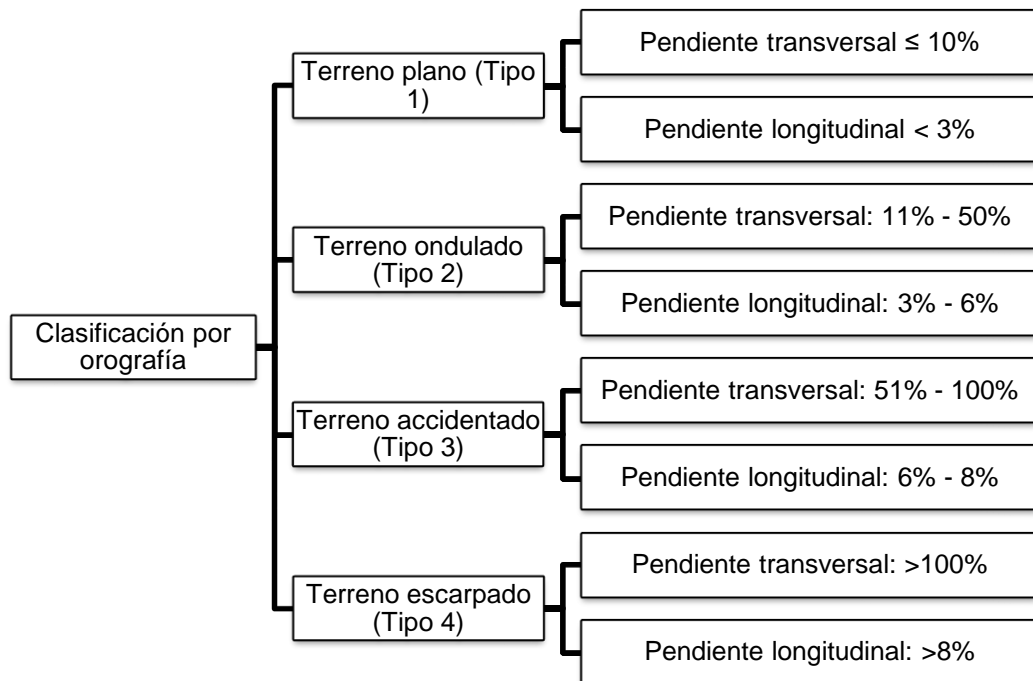 Clasificación por
orografía
Terreno plano (Tipo
1)
Pendiente transversal ≤ 10%
Pendiente longitudinal < 3%
Terreno ondulado
(Tipo 2)
Pendiente transversal: 11% - 50%
Pendiente longitudinal: 3% - 6%
Terreno accidentado
(Tipo 3)
Pendiente transversal: 51% - 100%
Pendiente longitudinal: 6% - 8%
Terreno escarpado
(Tipo 4)
Pendiente transversal: >100%
Pendiente longitudinal: >8%